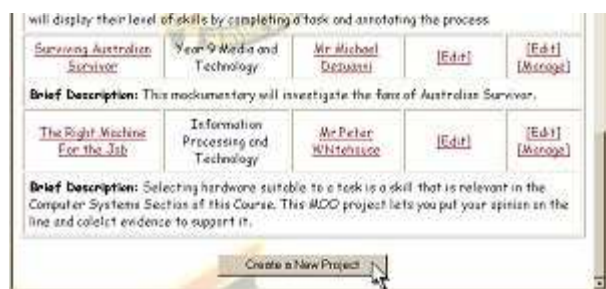 will display their level of skills by completing a task and annotating the process.
Surviving Australian Survivor
Year 9 Media and Technology
Mr Michael Dezuanni
[Edit]
[Edit]
[Manage]
Brief Description: This mockumentary will investigate the fans of Australian Survivor.
The Right Machine For the Job
Information Processing and Technology
Mr Peter Whitehouse
[Edit]
[Edit]
[Manage]
Brief Description: Selecting hardware suitable to a task is a skill that is relevant in the
Computer Systems Section of this Course. This MOO project lets you put your opinion on the
line and colelct evidence to support it.
Create a New Project